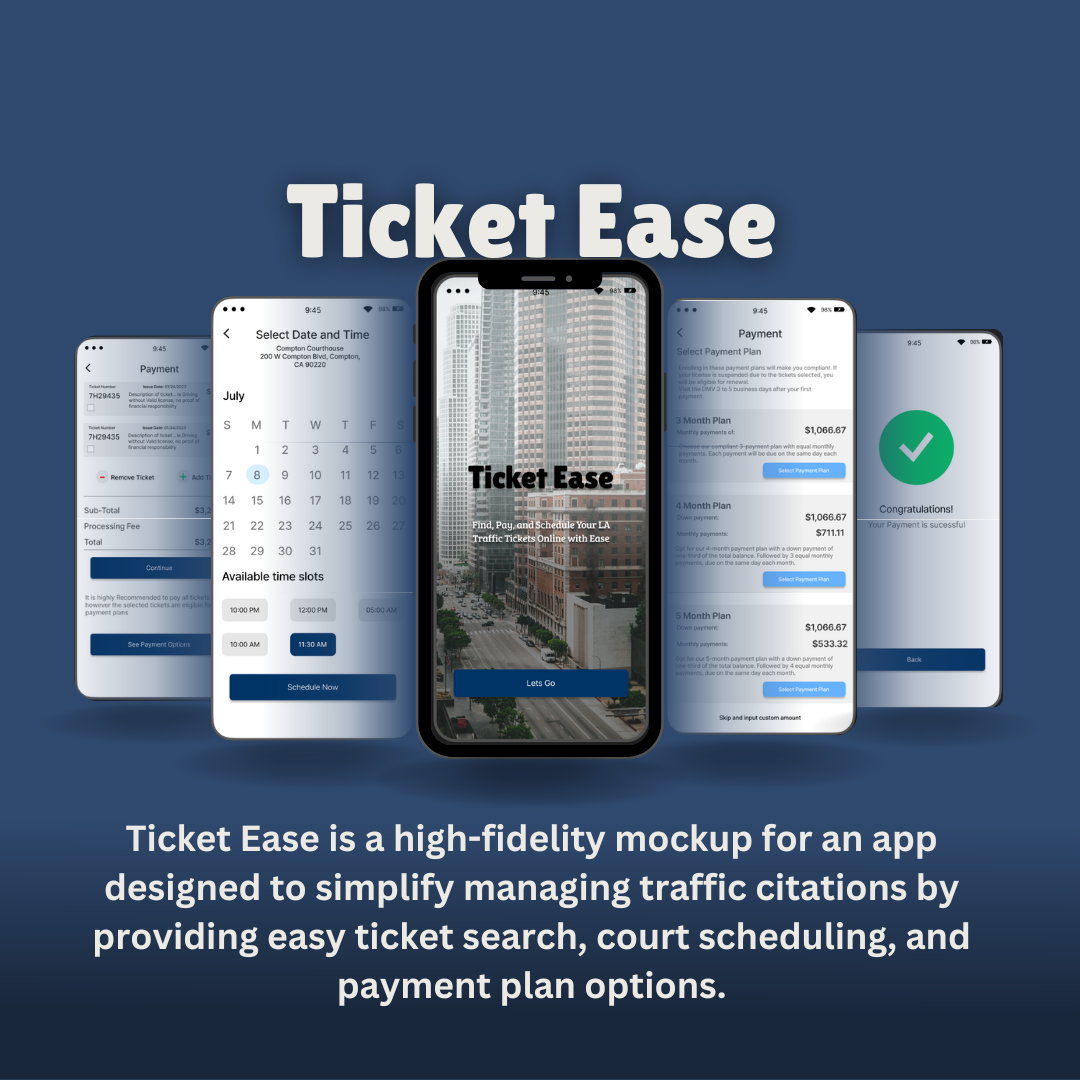 Ticket Ease
9:45
Payment
Ticket Number
Issue Date: 01/26/2023
7H29435
Description of ticket... ie Driving
without Valid license, no proof of
financial responsibility
Ticket Number
7H29435
Description of ticket... ie Driving
without Valid license, no proof of
financial responsibility
Remove Ticket
Add
Sub-Total
$3,2
Processing Fee
Total
$3,2
Continue
It is highly Recommended to pay all tickets
however the selected tickets are eligible for
payment plans
See Payment Options
9:45
98%
Select Date and Time
Compton Courthouse
200 W Compton Blvd, Compton,
CA 90220
July
S M T W T F S
1 2 3 4 5 6
7 8 9 10 11 12 13
14 15 16 17 18 19 20
21 22 23 24 25 26 27
28 29 30 31
Available time slots
10:00 PM 12:00 PM 05:00 AM
10:00 AM 11:30 AM
Schedule Now
9:45
98%
Ticket Ease
Find, Pay, and Schedule Your LA
Traffic Tickets Online with Ease
Lets Go
9:45
98%
Payment
Select Payment Plan
Enrolling in these payment plans will make you compliant. If
your license is suspended due to the tickets selected, you
will be eligible for renewal.
Visit the DMV 2 to 5 business days after your first
payment.
3 Month Plan
Monthly payments of:
$1,066.67
Choose our compliant 3-payment plan with equal monthly
payments. Each payment will be due on the same day each
month.
Select Payment Plan
4 Month Plan
Down payment:
$1,066.67
Monthly payments:
$711.11
Opt for our 4-month payment plan with a down payment of
one-third of the total balance. Followed by 3 equal monthly
payments, due on the same day each month.
Select Payment Plan
5 Month Plan
Down payment:
$1,066.67
Monthly payments:
$533.32
Opt for our 5-month payment plan with a down payment of
one-third of the total balance. Followed by 4 equal monthly
payments, due on the same day each month.
Select Payment Plan
Skip and input custom amount
9:45
98%
Congratulations!
Your Payment is sucessful
Back
Ticket Ease is a high-fidelity mockup for an app
designed to simplify managing traffic citations by
providing easy ticket search, court scheduling, and
payment plan options.